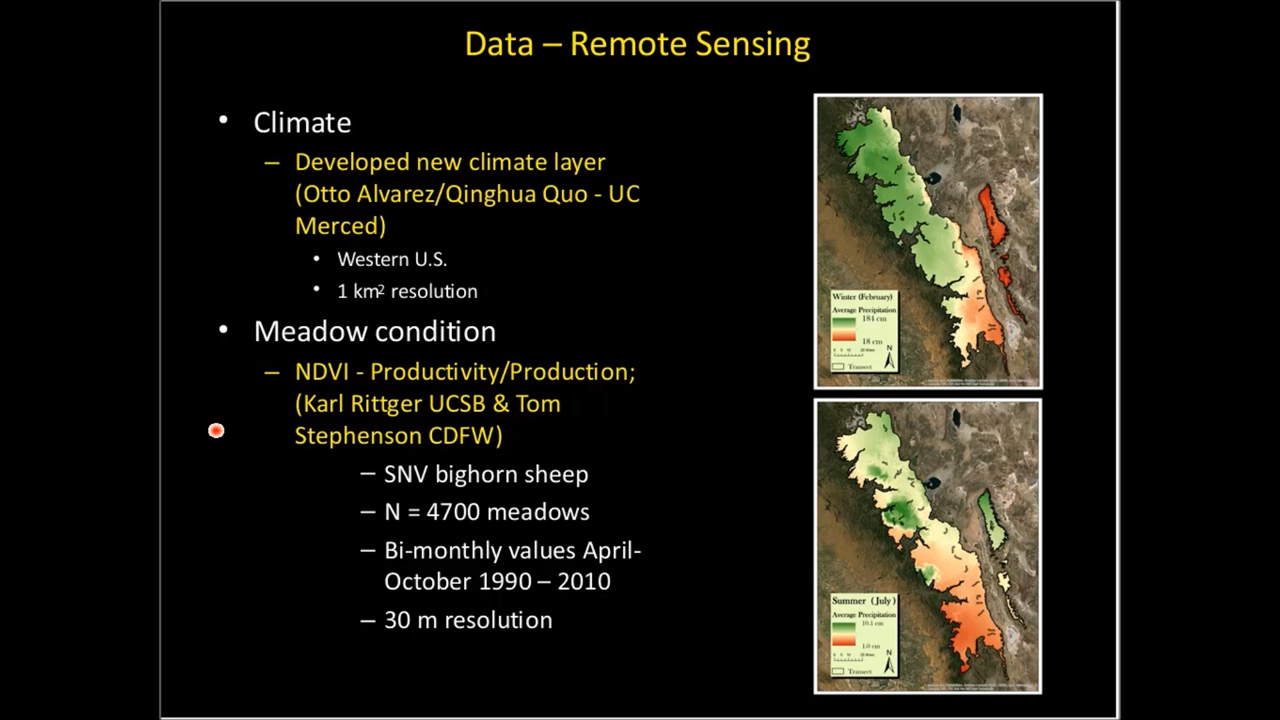 Data – Remote Sensing
• Climate
– Developed new climate layer
(Otto Alvarez/Qinghua Quo - UC
Merced)
• Western U.S.
• 1 km2 resolution
• Meadow condition
– NDVI - Productivity/Production;
(Karl Rittger UCSB & Tom
Stephenson CDFW)
– SNV bighorn sheep
– N = 4700 meadows
– Bi-monthly values April-
October 1990 – 2010
– 30 m resolution
Winter (February)
Average Precipitation
184 cm
18 cm
N
Transect
Summer (July)
Average Precipitation
10.1 cm
1.0 cm
N
Transect